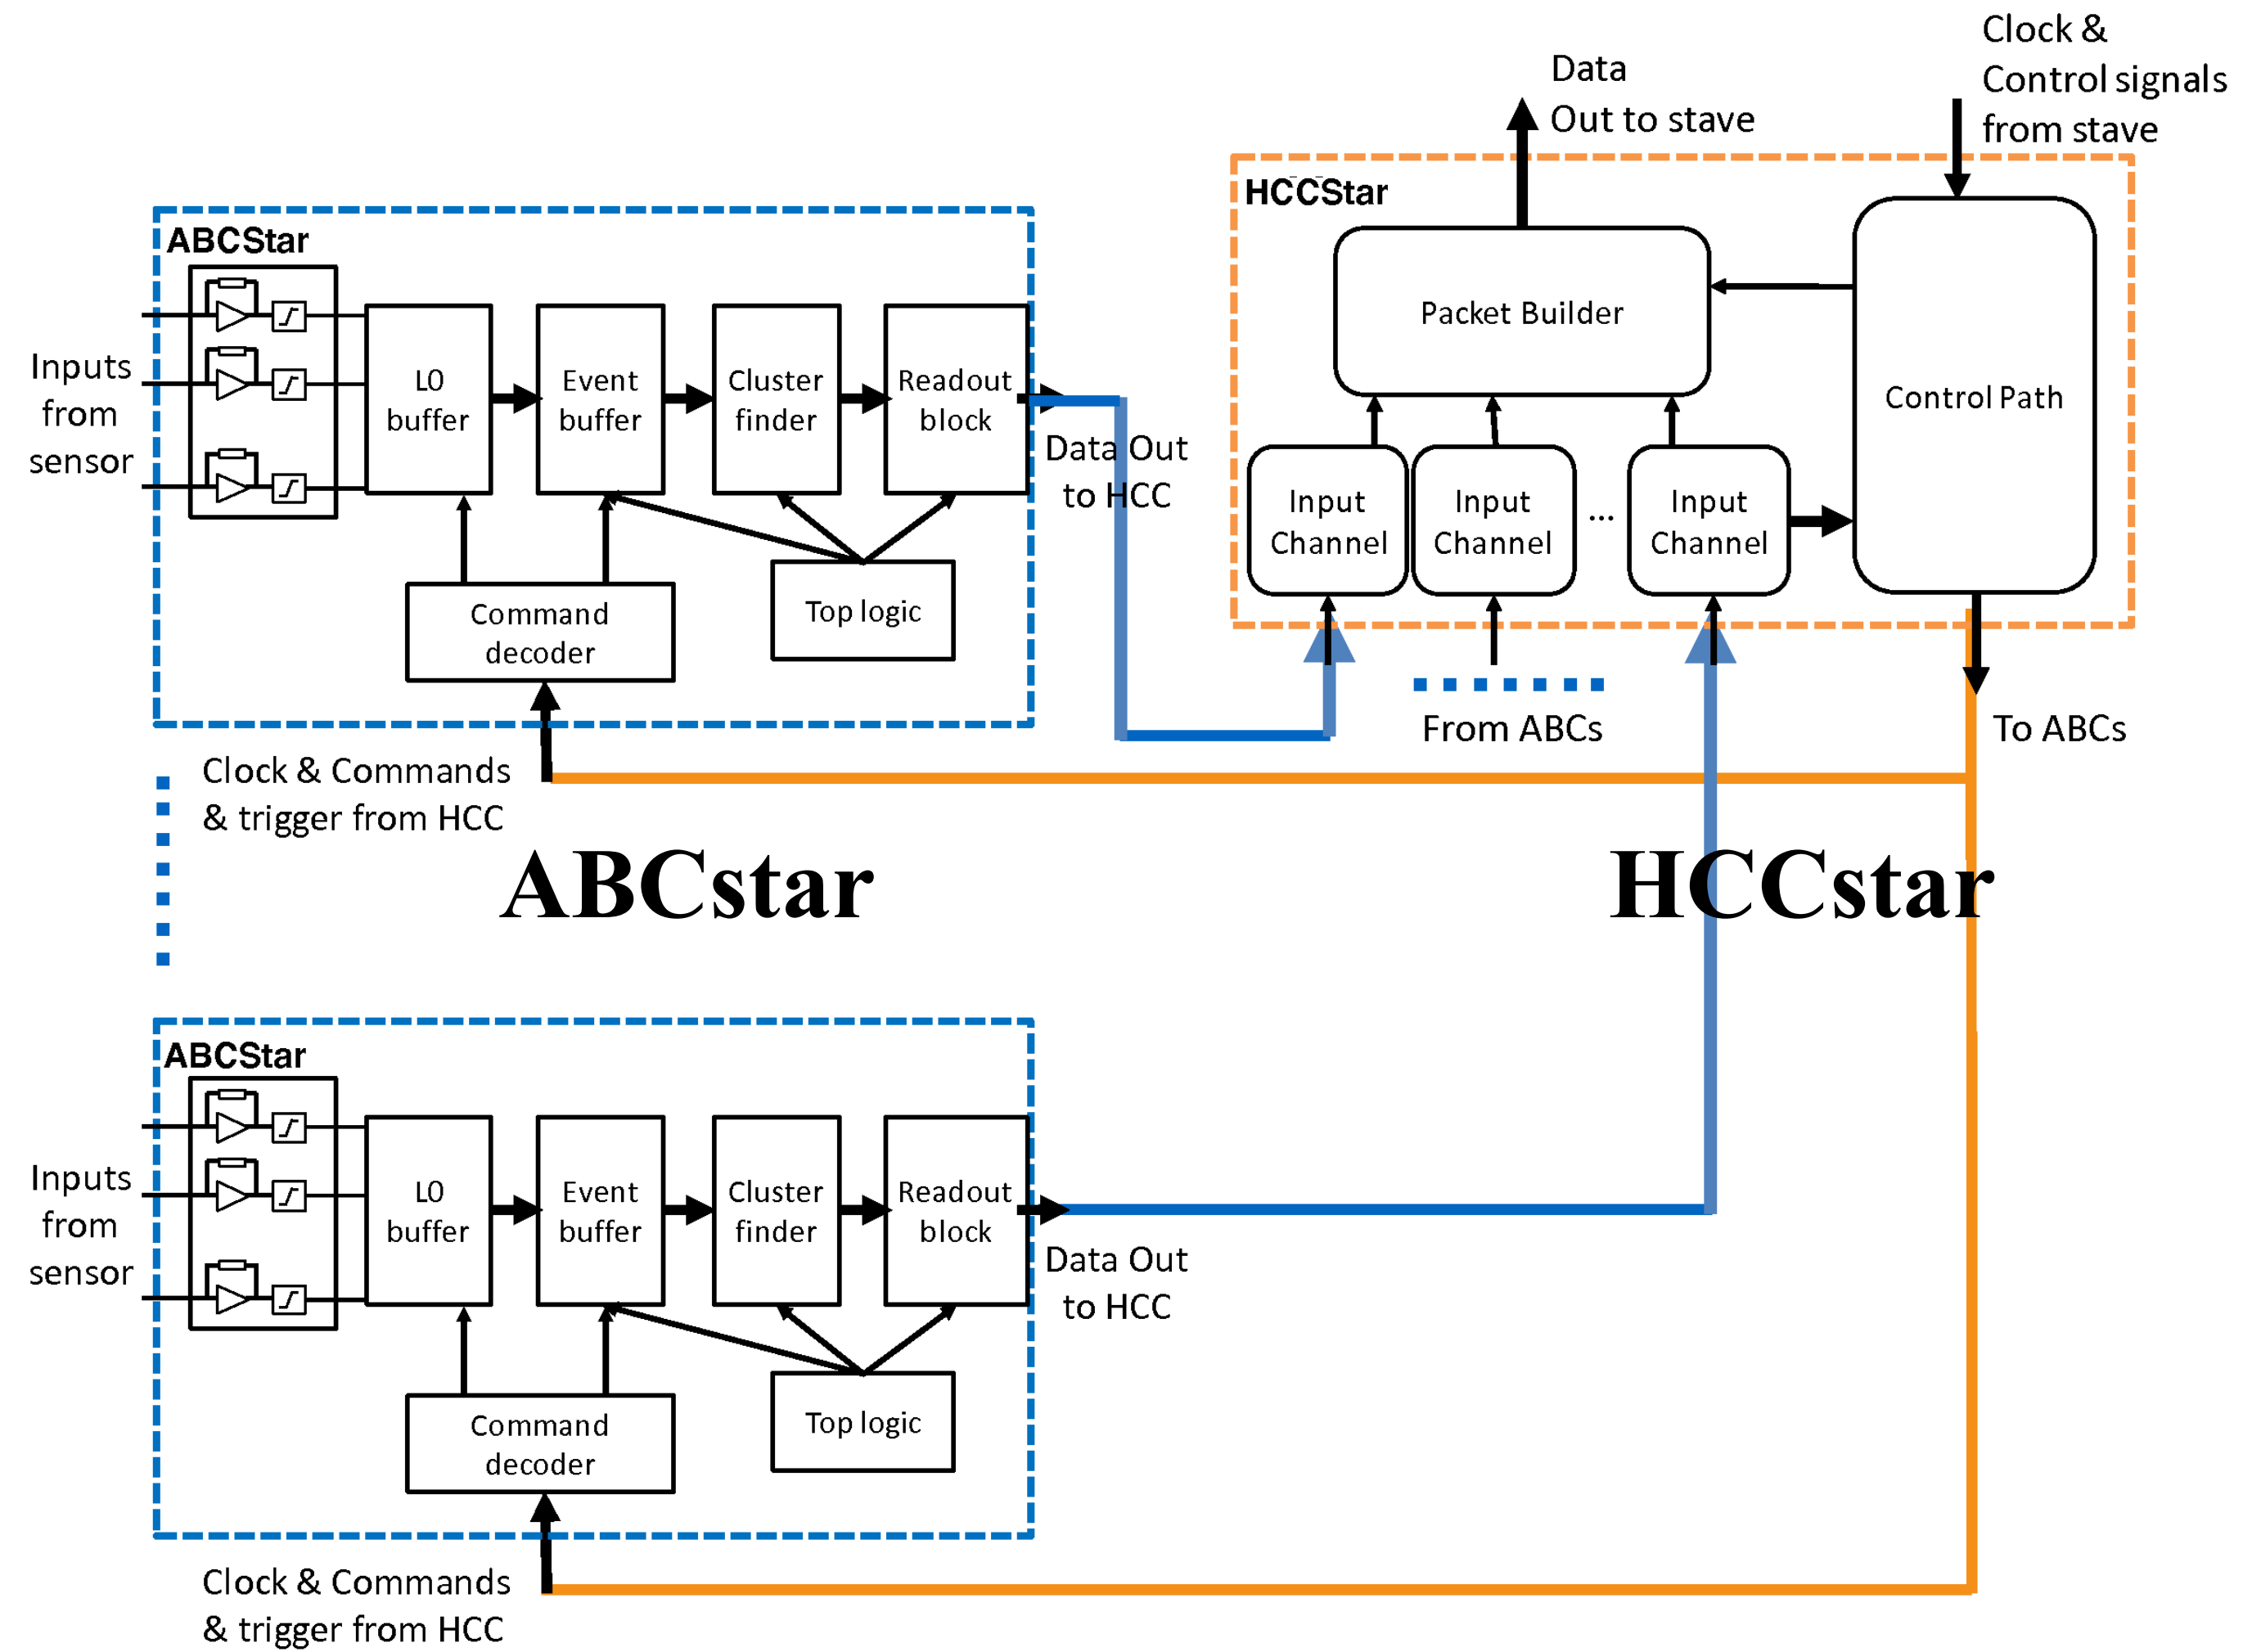 Clock &
Control signals
from stave
Data
Out to stave
HCCStar
Packet Builder
Control Path
Input
Channel
Input
Channel
...
Input
Channel
From ABCs
To ABCs
ABCStar
Inputs
from
sensor
L0
buffer
Event
buffer
Cluster
finder
Readout
block
Data Out
to HCC
Command
decoder
Top logic
Clock & Commands
& trigger from HCC
ABCstar
HCCstar
ABCStar
Inputs
from
sensor
L0
buffer
Event
buffer
Cluster
finder
Readout
block
Data Out
to HCC
Command
decoder
Top logic
Clock & Commands
& trigger from HCC